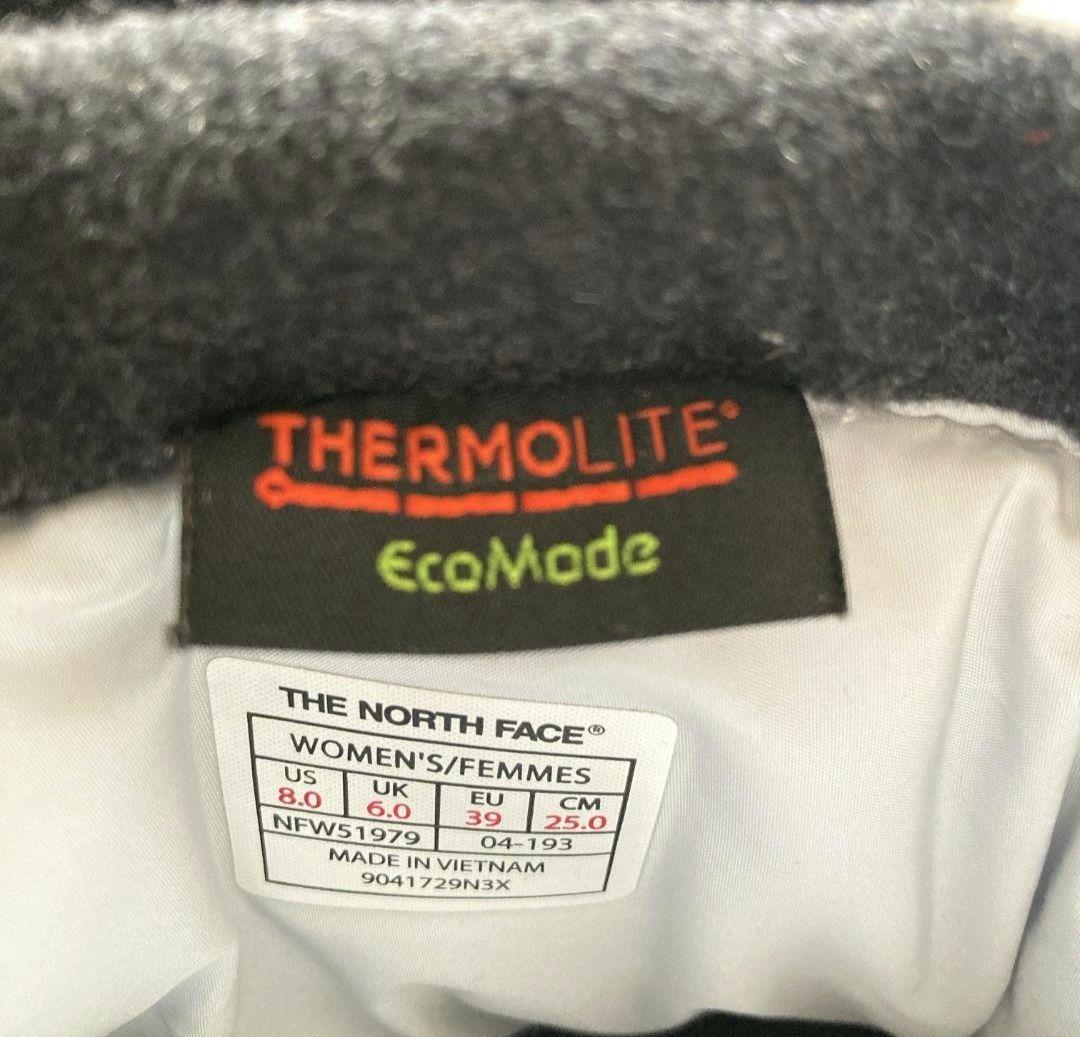 THERMOLITE®
EcoMade
THE NORTH FACE®
WOMEN'S/FEMMES
US UK EU CM
8.0 6.0 39 25.0
NFW51979 04-193
MADE IN VIETNAM
9041729N3X